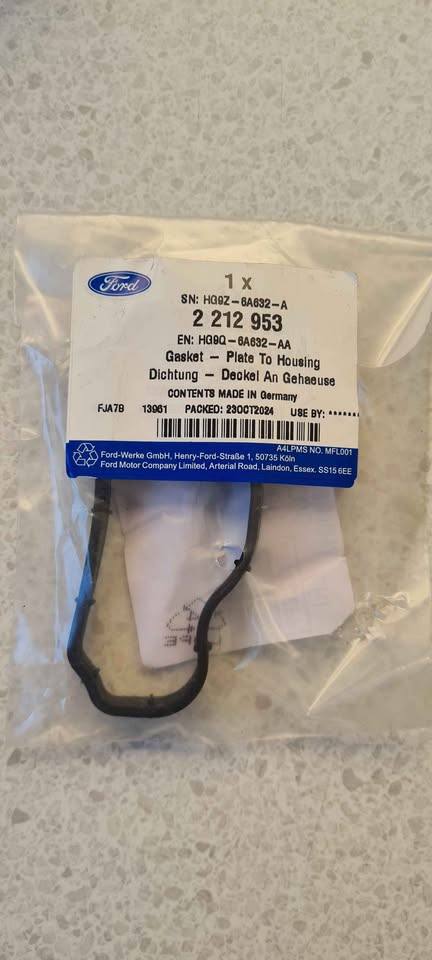 Ford
1 x
SN: HG9Z-6A632-A
2 212 953
EN: HG9Q-6A632-AA
Gasket - Plate To Housing
Dichtung - Deckel An Gehaeuse
CONTENTS MADE IN Germany
FJA7B 13961 PACKED: 23OCT2024 USE BY: *******
A4LPMS NO. MFL001
Ford-Werke GmbH, Henry-Ford-Straße 1, 50735 Köln
Ford Motor Company Limited, Arterial Road, Laindon, Essex. SS15 6EE